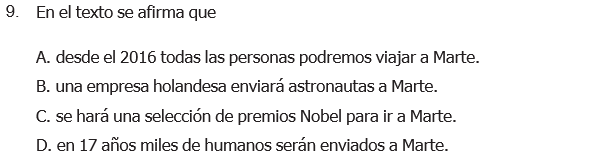 9. En el texto se afirma que
A. desde el 2016 todas las personas podremos viajar a Marte.
B. una empresa holandesa enviará astronautas a Marte.
C. se hará una selección de premios Nobel para ir a Marte.
D. en 17 años miles de humanos serán enviados a Marte.